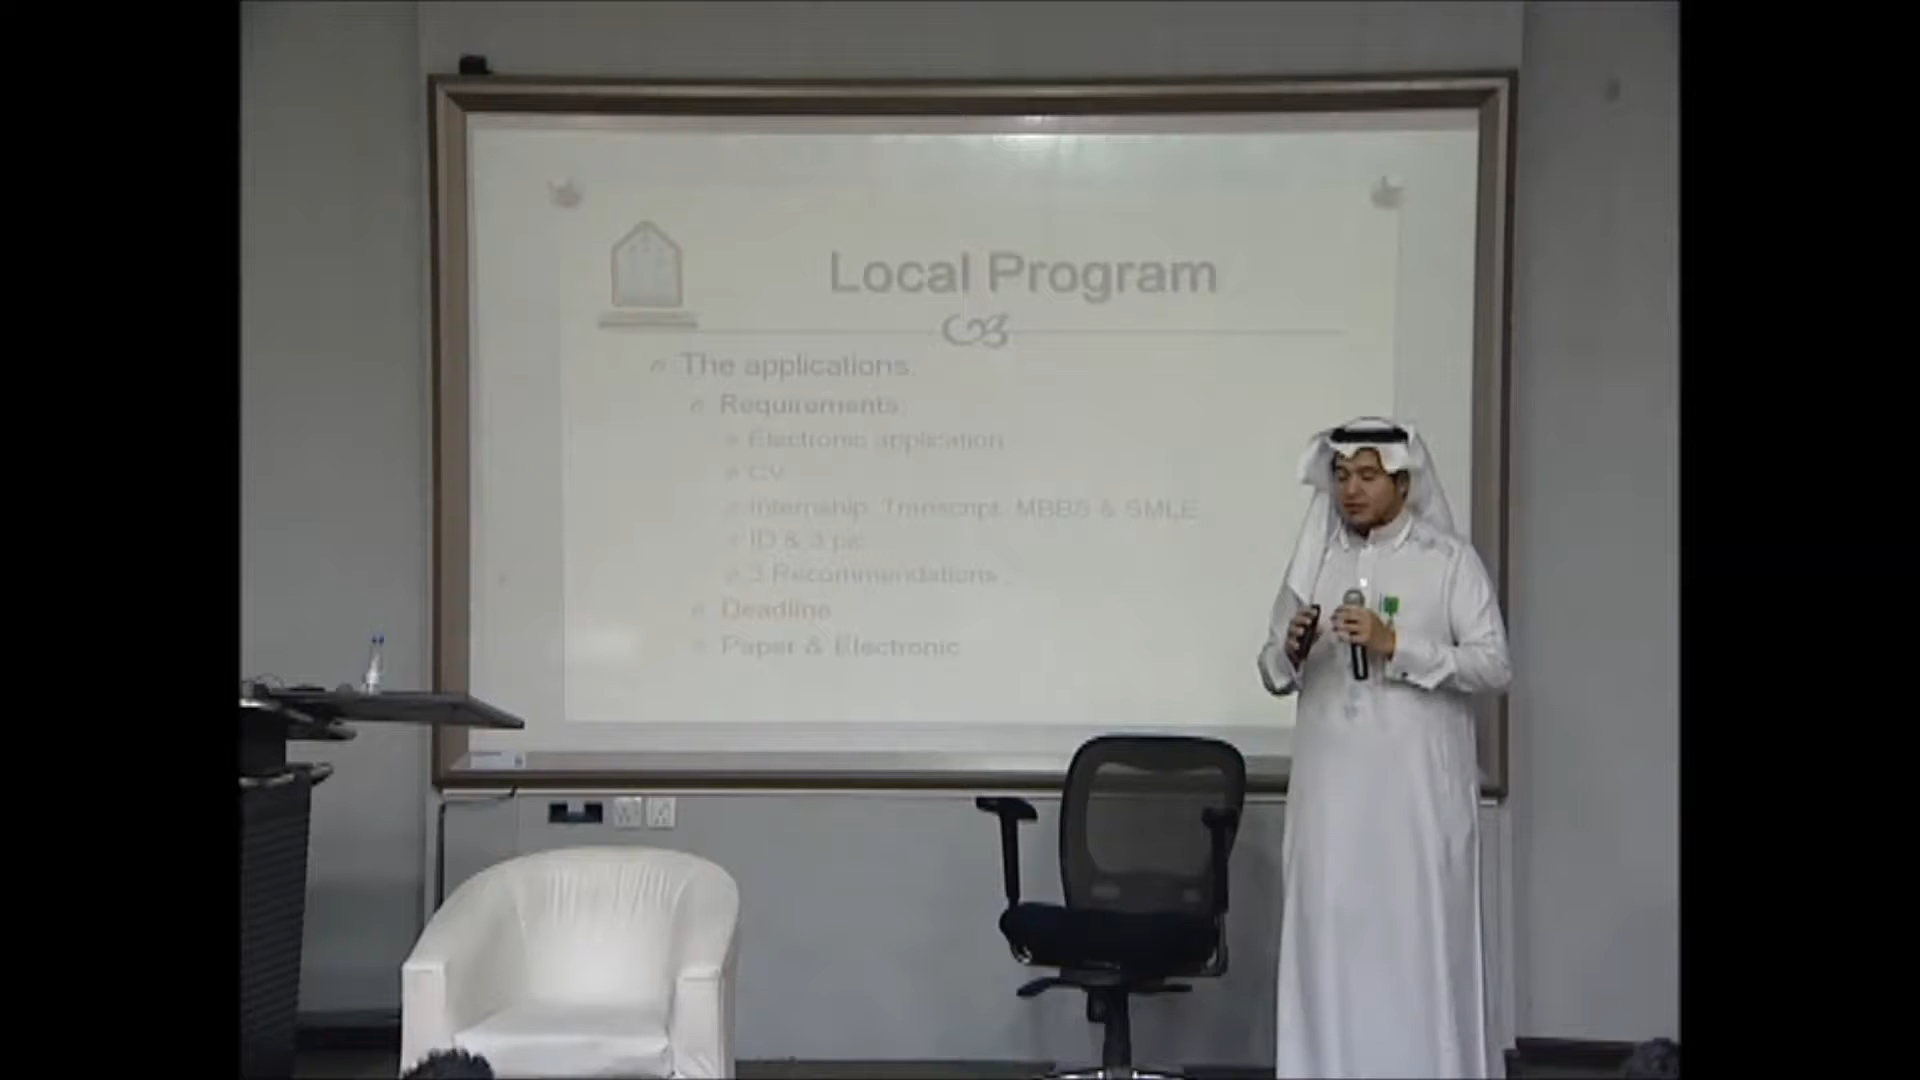 Local Program
The applications:
Requirements:
Electronic application
CV
Internship, Transcript, MBBS & SMLE
ID & 3 pic
3 Recommendations
Deadline
Paper & Electronic